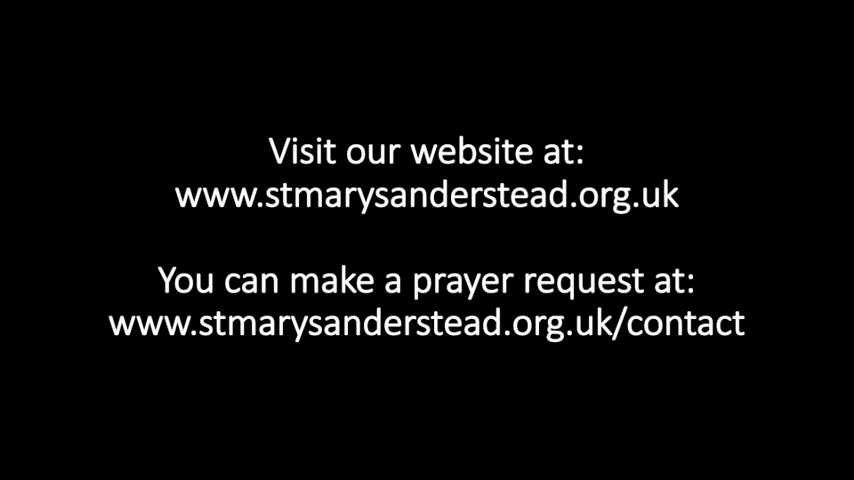 Visit our website at:
www.stmarysanderstead.org.uk
You can make a prayer request at:
www.stmarysanderstead.org.uk/contact